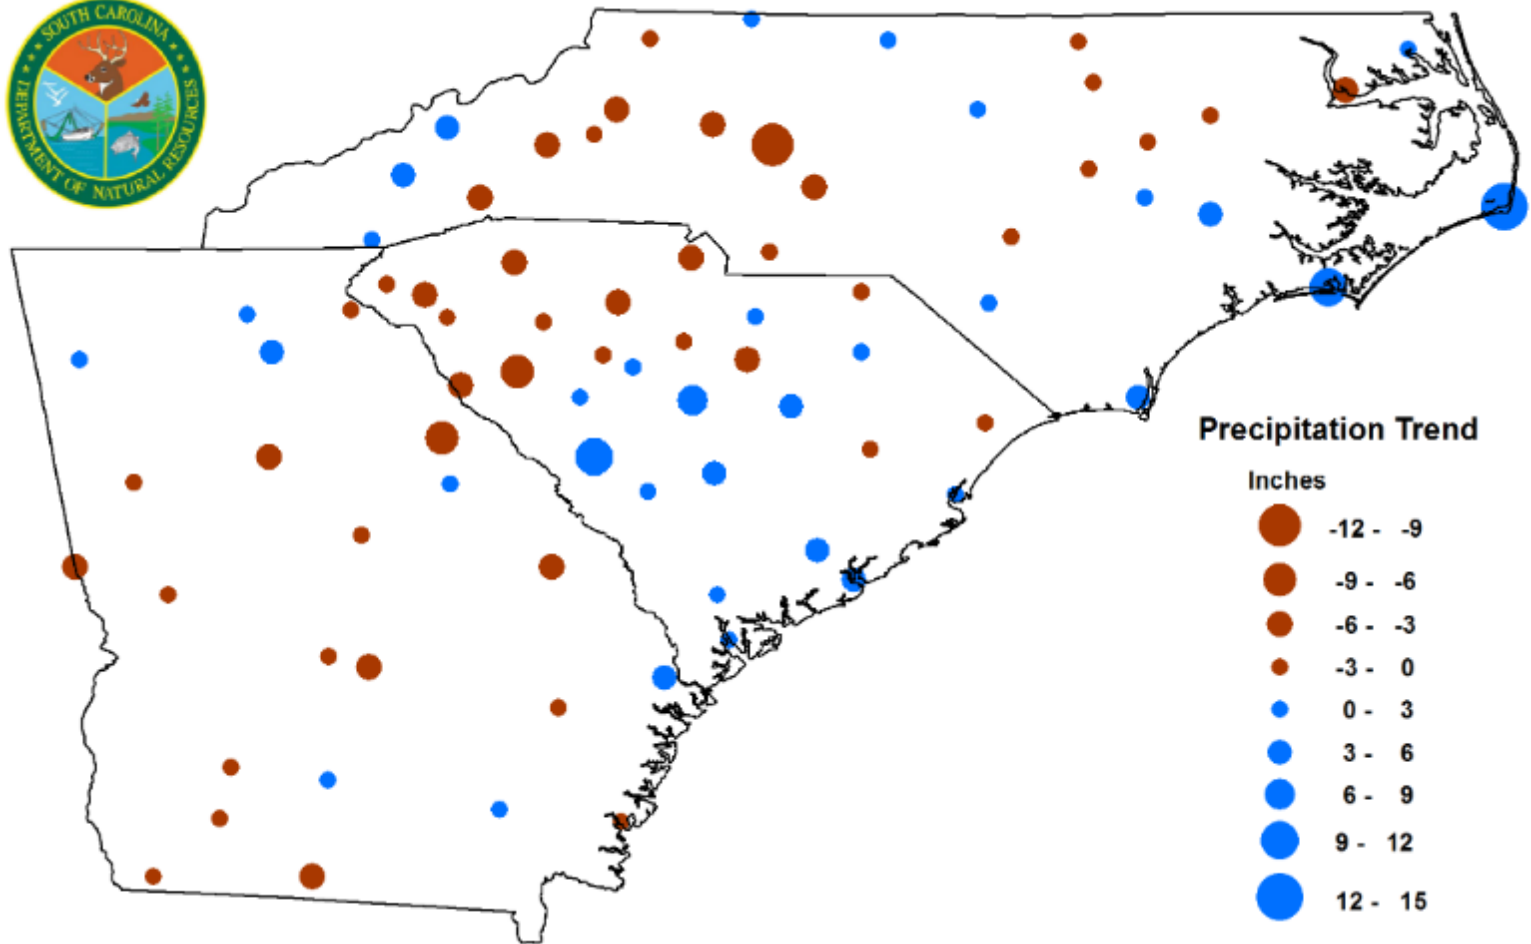 SOUTH CAROLINA
DEPARTMENT OF NATURAL RESOURCES
Precipitation Trend
Inches
-12 - -9
-9 - -6
-6 - -3
-3 - 0
0 - 3
3 - 6
6 - 9
9 - 12
12 - 15